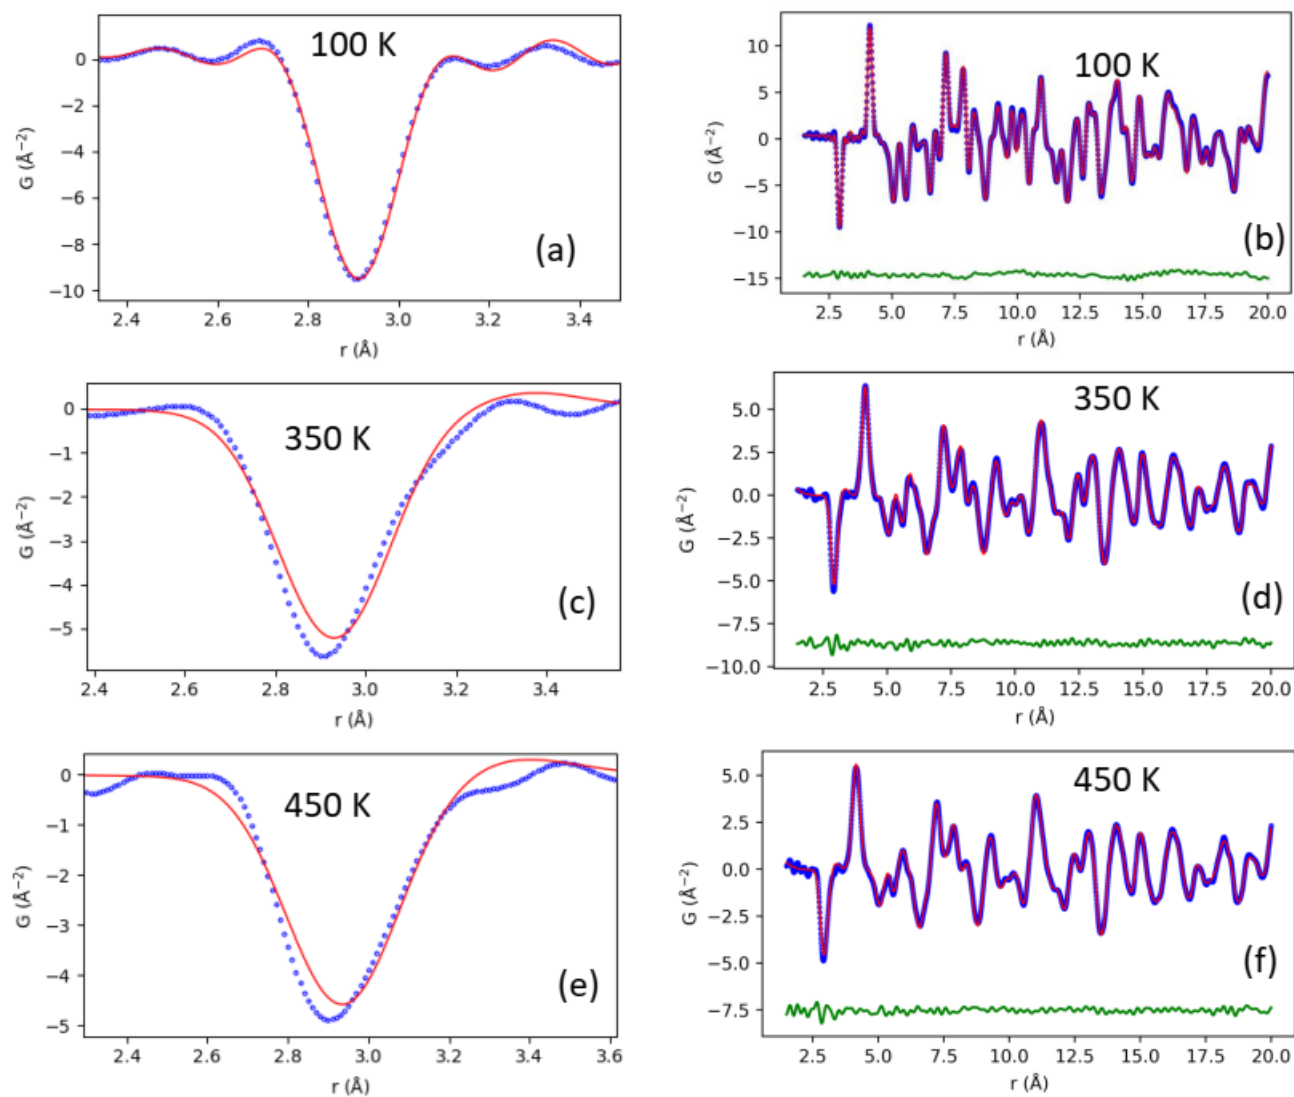 100 K
(a)
G (Å⁻²)
0
−2
−4
−6
−8
−10
2.4 2.6 2.8 3.0 3.2 3.4
r (Å)
100 K
(b)
G (Å⁻²)
10
5
0
−5
−10
−15
2.5 5.0 7.5 10.0 12.5 15.0 17.5 20.0
r (Å)
350 K
(c)
G (Å⁻²)
0
−1
−2
−3
−4
−5
2.4 2.6 2.8 3.0 3.2 3.4
r (Å)
350 K
(d)
G (Å⁻²)
5.0
2.5
0.0
−2.5
−5.0
−7.5
−10.0
2.5 5.0 7.5 10.0 12.5 15.0 17.5 20.0
r (Å)
450 K
(e)
G (Å⁻²)
0
−1
−2
−3
−4
−5
2.4 2.6 2.8 3.0 3.2 3.4 3.6
r (Å)
450 K
(f)
G (Å⁻²)
5.0
2.5
0.0
−2.5
−5.0
−7.5
2.5 5.0 7.5 10.0 12.5 15.0 17.5 20.0
r (Å)